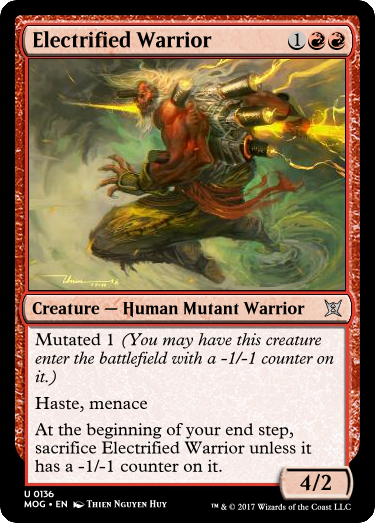 Electrified Warrior 1
Creature — Human Mutant Warrior
Mutated 1 (You may have this creature
enter the battlefield with a -1/-1 counter on
it.)
Haste, menace
At the beginning of your end step,
sacrifice Electrified Warrior unless it
has a -1/-1 counter on it.
4/2
U 0136
MOG • EN Thien Nguyen Huy
™ & © 2017 Wizards of the Coast LLC